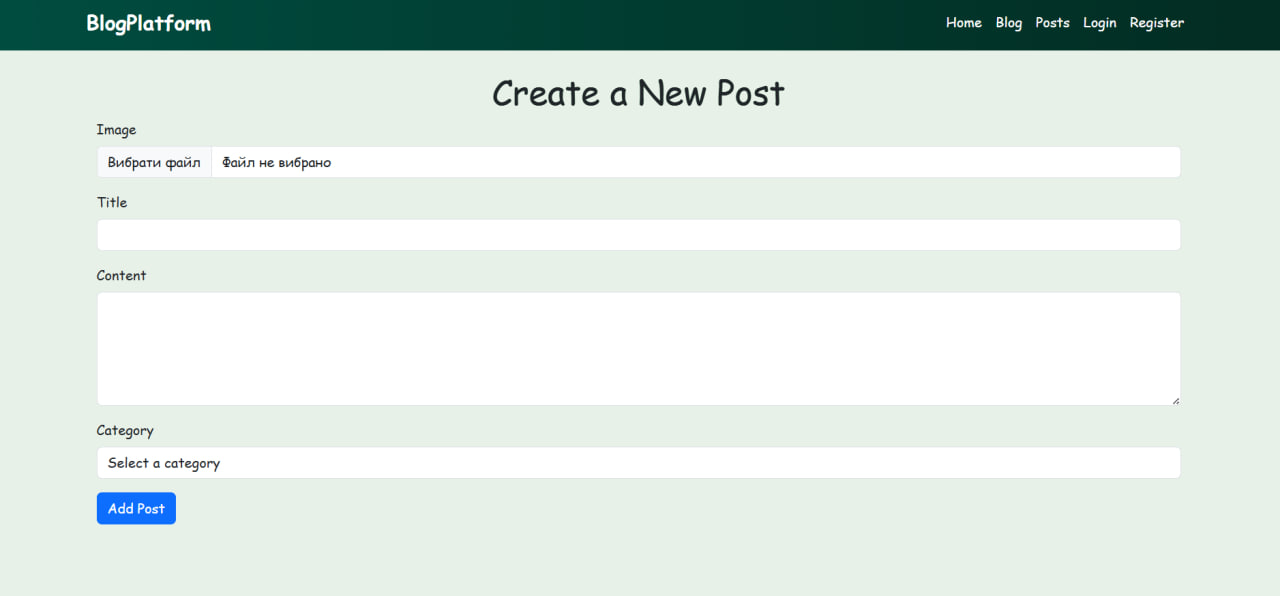 BlogPlatform Home Blog Posts Login Register
Create a New Post
Image
Вибрати файл Файл не вибрано
Title
Content
Category
Select a category
Add Post